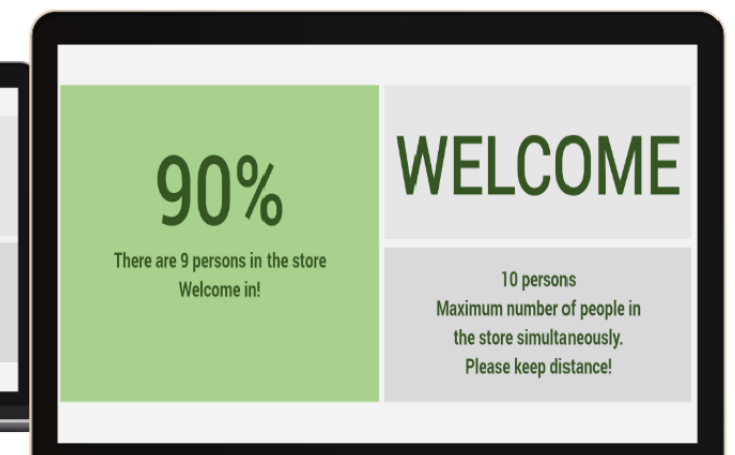 90%
There are 9 persons in the store
Welcome in!
WELCOME
10 persons
Maximum number of people in
the store simultaneously.
Please keep distance!